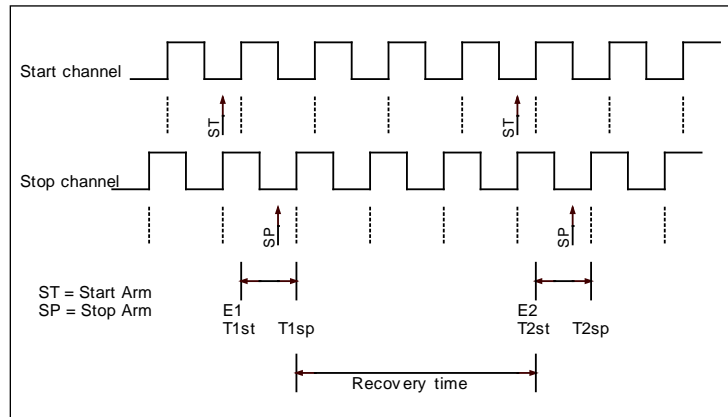 Start channel
ST
ST
Stop channel
SP
SP
ST = Start Arm
SP = Stop Arm
E1
E2
T1st
T1sp
T2st
T2sp
Recovery time